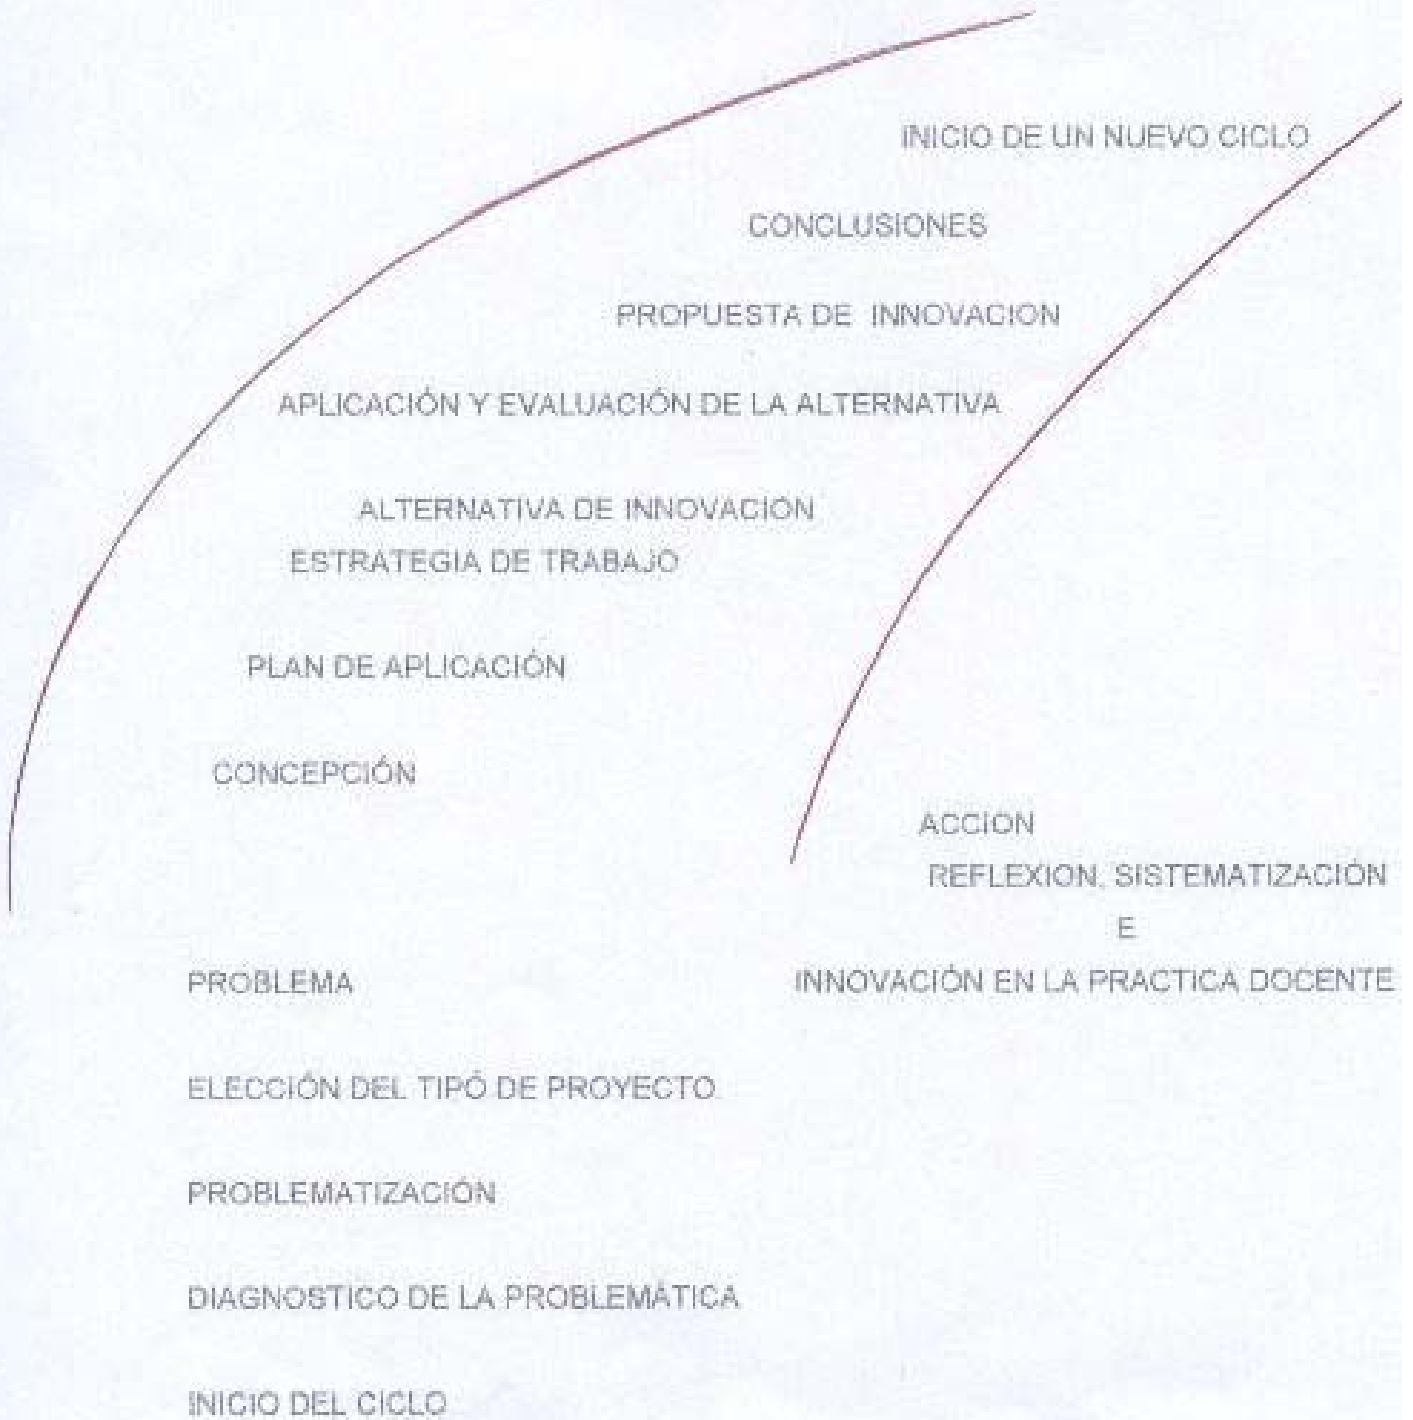 INICIO DE UN NUEVO CICLO
CONCLUSIONES
PROPUESTA DE INNOVACION
APLICACIÓN Y EVALUACIÓN DE LA ALTERNATIVA
ALTERNATIVA DE INNOVACION
ESTRATEGIA DE TRABAJO
PLAN DE APLICACIÓN
CONCEPCIÓN
ACCION
REFLEXION, SISTEMATIZACIÓN
E
INNOVACIÓN EN LA PRACTICA DOCENTE
PROBLEMA
ELECCIÓN DEL TIPÓ DE PROYECTO
PROBLEMATIZACIÓN
DIAGNOSTICO DE LA PROBLEMÁTICA
INICIO DEL CICLO